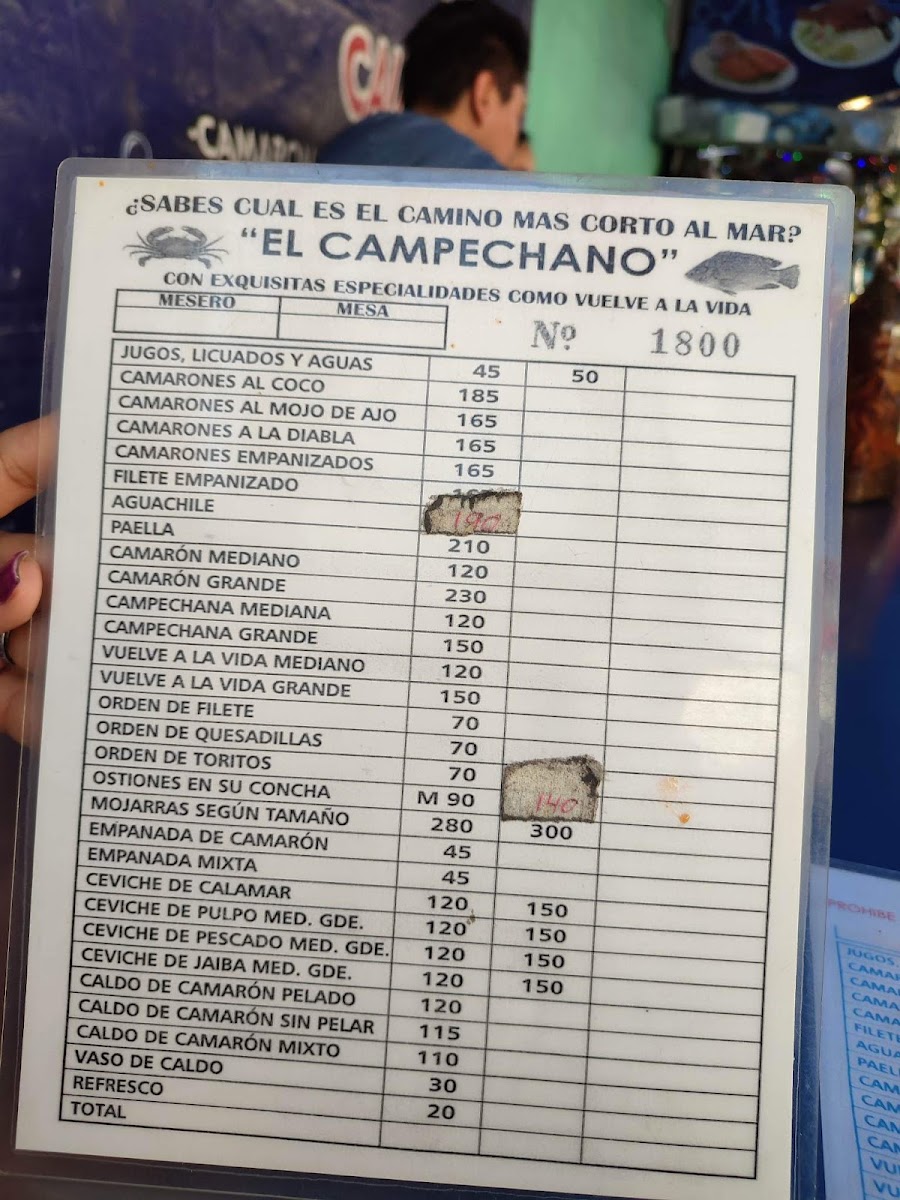 ¿SABES CUAL ES EL CAMINO MAS CORTO AL MAR?
"EL CAMPECHANO"
CON EXQUISITAS ESPECIALIDADES COMO VUELVE A LA VIDA
MESERO MESA
Nº 1800
JUGOS, LICUADOS Y AGUAS 45 50
CAMARONES AL COCO 185
CAMARONES AL MOJO DE AJO 165
CAMARONES A LA DIABLA 165
CAMARONES EMPANIZADOS 165
FILETE EMPANIZADO
AGUACHILE 190
PAELLA 210
CAMARÓN MEDIANO 120
CAMARÓN GRANDE 230
CAMPECHANA MEDIANA 120
CAMPECHANA GRANDE 150
VUELVE A LA VIDA MEDIANO 120
VUELVE A LA VIDA GRANDE 150
ORDEN DE FILETE 70
ORDEN DE QUESADILLAS 70
ORDEN DE TORITOS 70
OSTIONES EN SU CONCHA M 90 140
MOJARRAS SEGÚN TAMAÑO 280 300
EMPANADA DE CAMARÓN 45
EMPANADA MIXTA 45
CEVICHE DE CALAMAR 120 150
CEVICHE DE PULPO MED. GDE. 120 150
CEVICHE DE PESCADO MED. GDE. 120 150
CEVICHE DE JAIBA MED. GDE. 120 150
CALDO DE CAMARÓN PELADO 120
CALDO DE CAMARÓN SIN PELAR 115
CALDO DE CAMARÓN MIXTO 110
VASO DE CALDO 30
REFRESCO 20
TOTAL
PROHIBE
JUGOS,